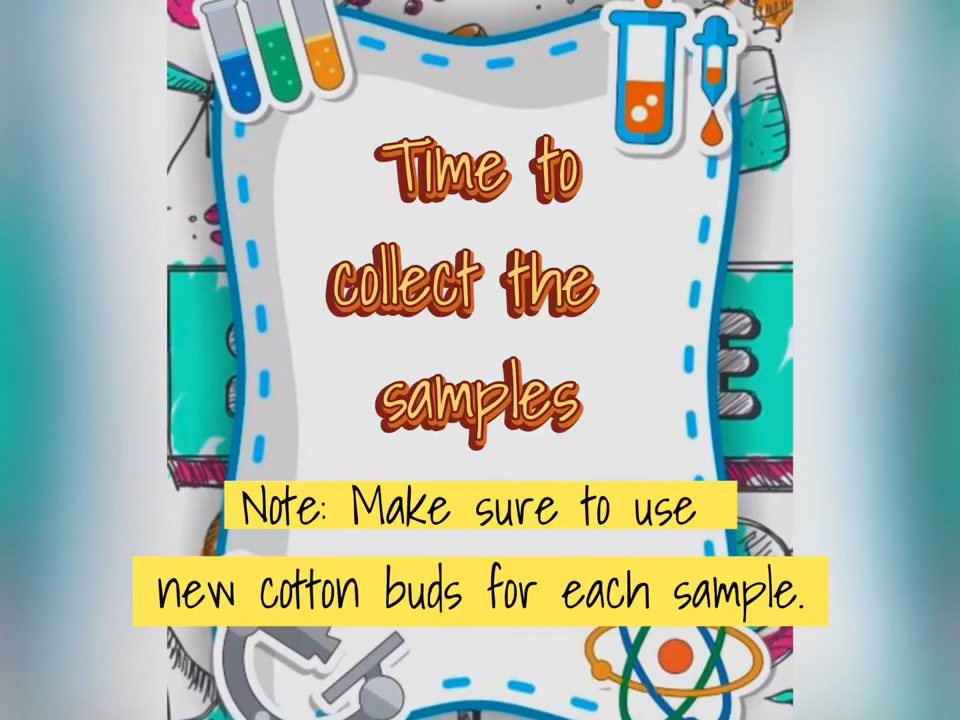 Time to
collect the
samples
Note: Make sure to use
new cotton buds for each sample.